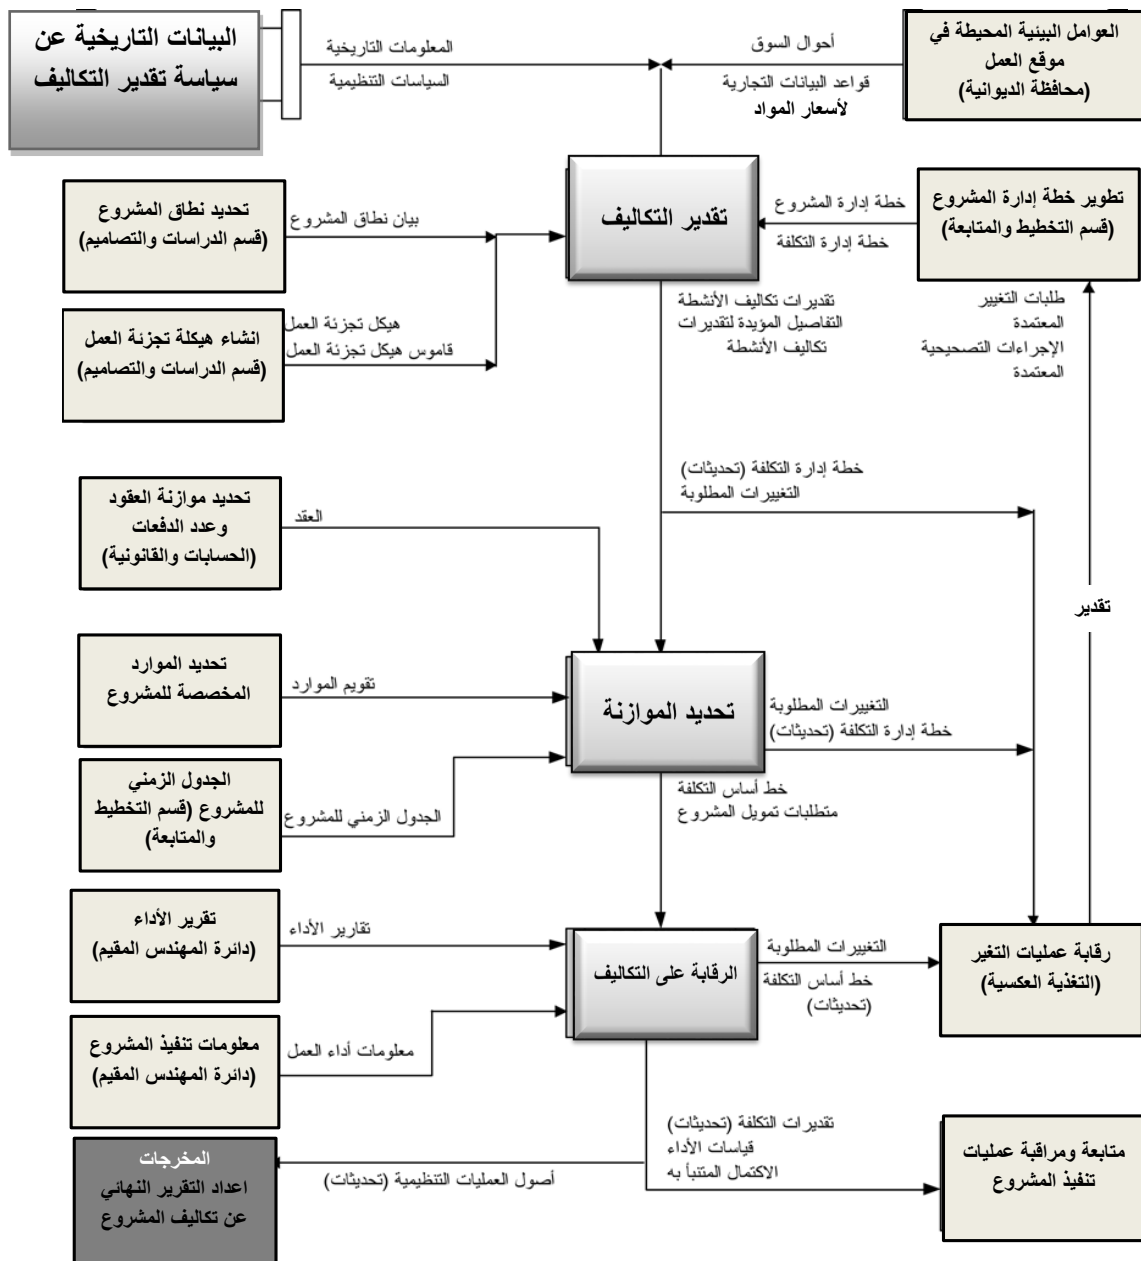 البيانات التاريخية عن
سياسة تقدير التكاليف
المعلومات التاريخية
السياسات التنظيمية
أحوال السوق
قواعد البيانات التجارية
لأسعار المواد
العوامل البيئية المحيطة في
موقع العمل
(محافظة الديوانية)
تحديد نطاق المشروع
(قسم الدراسات والتصاميم)
بيان نطاق المشروع
تقدير التكاليف
خطة إدارة المشروع
خطة إدارة التكلفة
تطوير خطة إدارة المشروع
(قسم التخطيط والمتابعة)
انشاء هيكلة تجزئة العمل
(قسم الدراسات والتصاميم)
هيكل تجزئة العمل
قاموس هيكل تجزئة العمل
تقديرات تكاليف الأنشطة
التفاصيل المؤيدة لتقديرات
تكاليف الأنشطة
طلبات التغيير
المعتمدة
الإجراءات التصحيحية
المعتمدة
خطة إدارة التكلفة (تحديثات)
التغييرات المطلوبة
تحديد موازنة العقود
وعدد الدفعات
(الحسابات والقانونية)
العقد
تقدير
تحديد الموارد
المخصصة للمشروع
تقويم الموارد
تحديد الموازنة
التغييرات المطلوبة
خطة إدارة التكلفة (تحديثات)
الجدول الزمني
للمشروع (قسم التخطيط
والمتابعة)
الجدول الزمني للمشروع
خط أساس التكلفة
متطلبات تمويل المشروع
تقرير الأداء
(دائرة المهندس المقيم)
تقارير الأداء
الرقابة على التكاليف
التغييرات المطلوبة
خط أساس التكلفة
(تحديثات)
رقابة عمليات التغير
(التغذية العكسية)
معلومات تنفيذ المشروع
(دائرة المهندس المقيم)
معلومات أداء العمل
تقديرات التكلفة (تحديثات)
قياسات الأداء
الاكتمال المتنبأ به
متابعة ومراقبة عمليات
تنفيذ المشروع
المخرجات
اعداد التقرير النهائي
عن تكاليف المشروع
أصول العمليات التنظيمية (تحديثات)